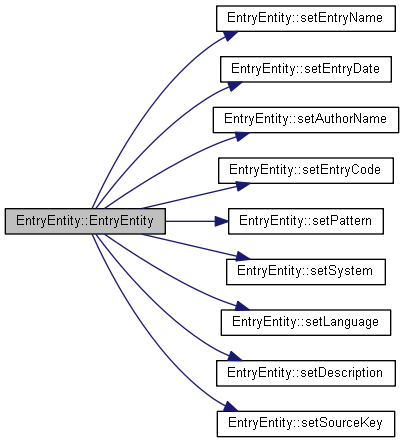 EntryEntity::setEntryName
EntryEntity::setEntryDate
EntryEntity::setAuthorName
EntryEntity::setEntryCode
EntryEntity::EntryEntity
EntryEntity::setPattern
EntryEntity::setSystem
EntryEntity::setLanguage
EntryEntity::setDescription
EntryEntity::setSourceKey